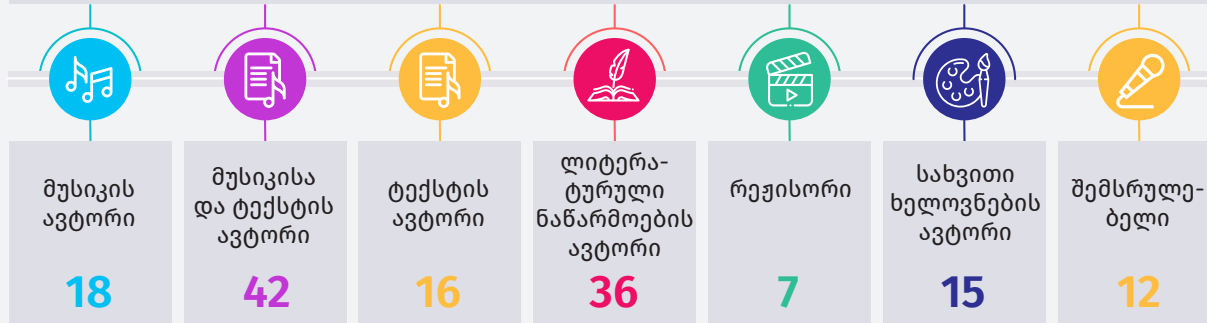 მუსიკის
ავტორი
18
მუსიკისა
და ტექსტის
ავტორი
42
ტექსტის
ავტორი
16
ლიტერა-
ტურული
ნაწარმოების
ავტორი
36
რეჟისორი
7
სახვითი
ხელოვნების
ავტორი
15
შემსრულე-
ბელი
12